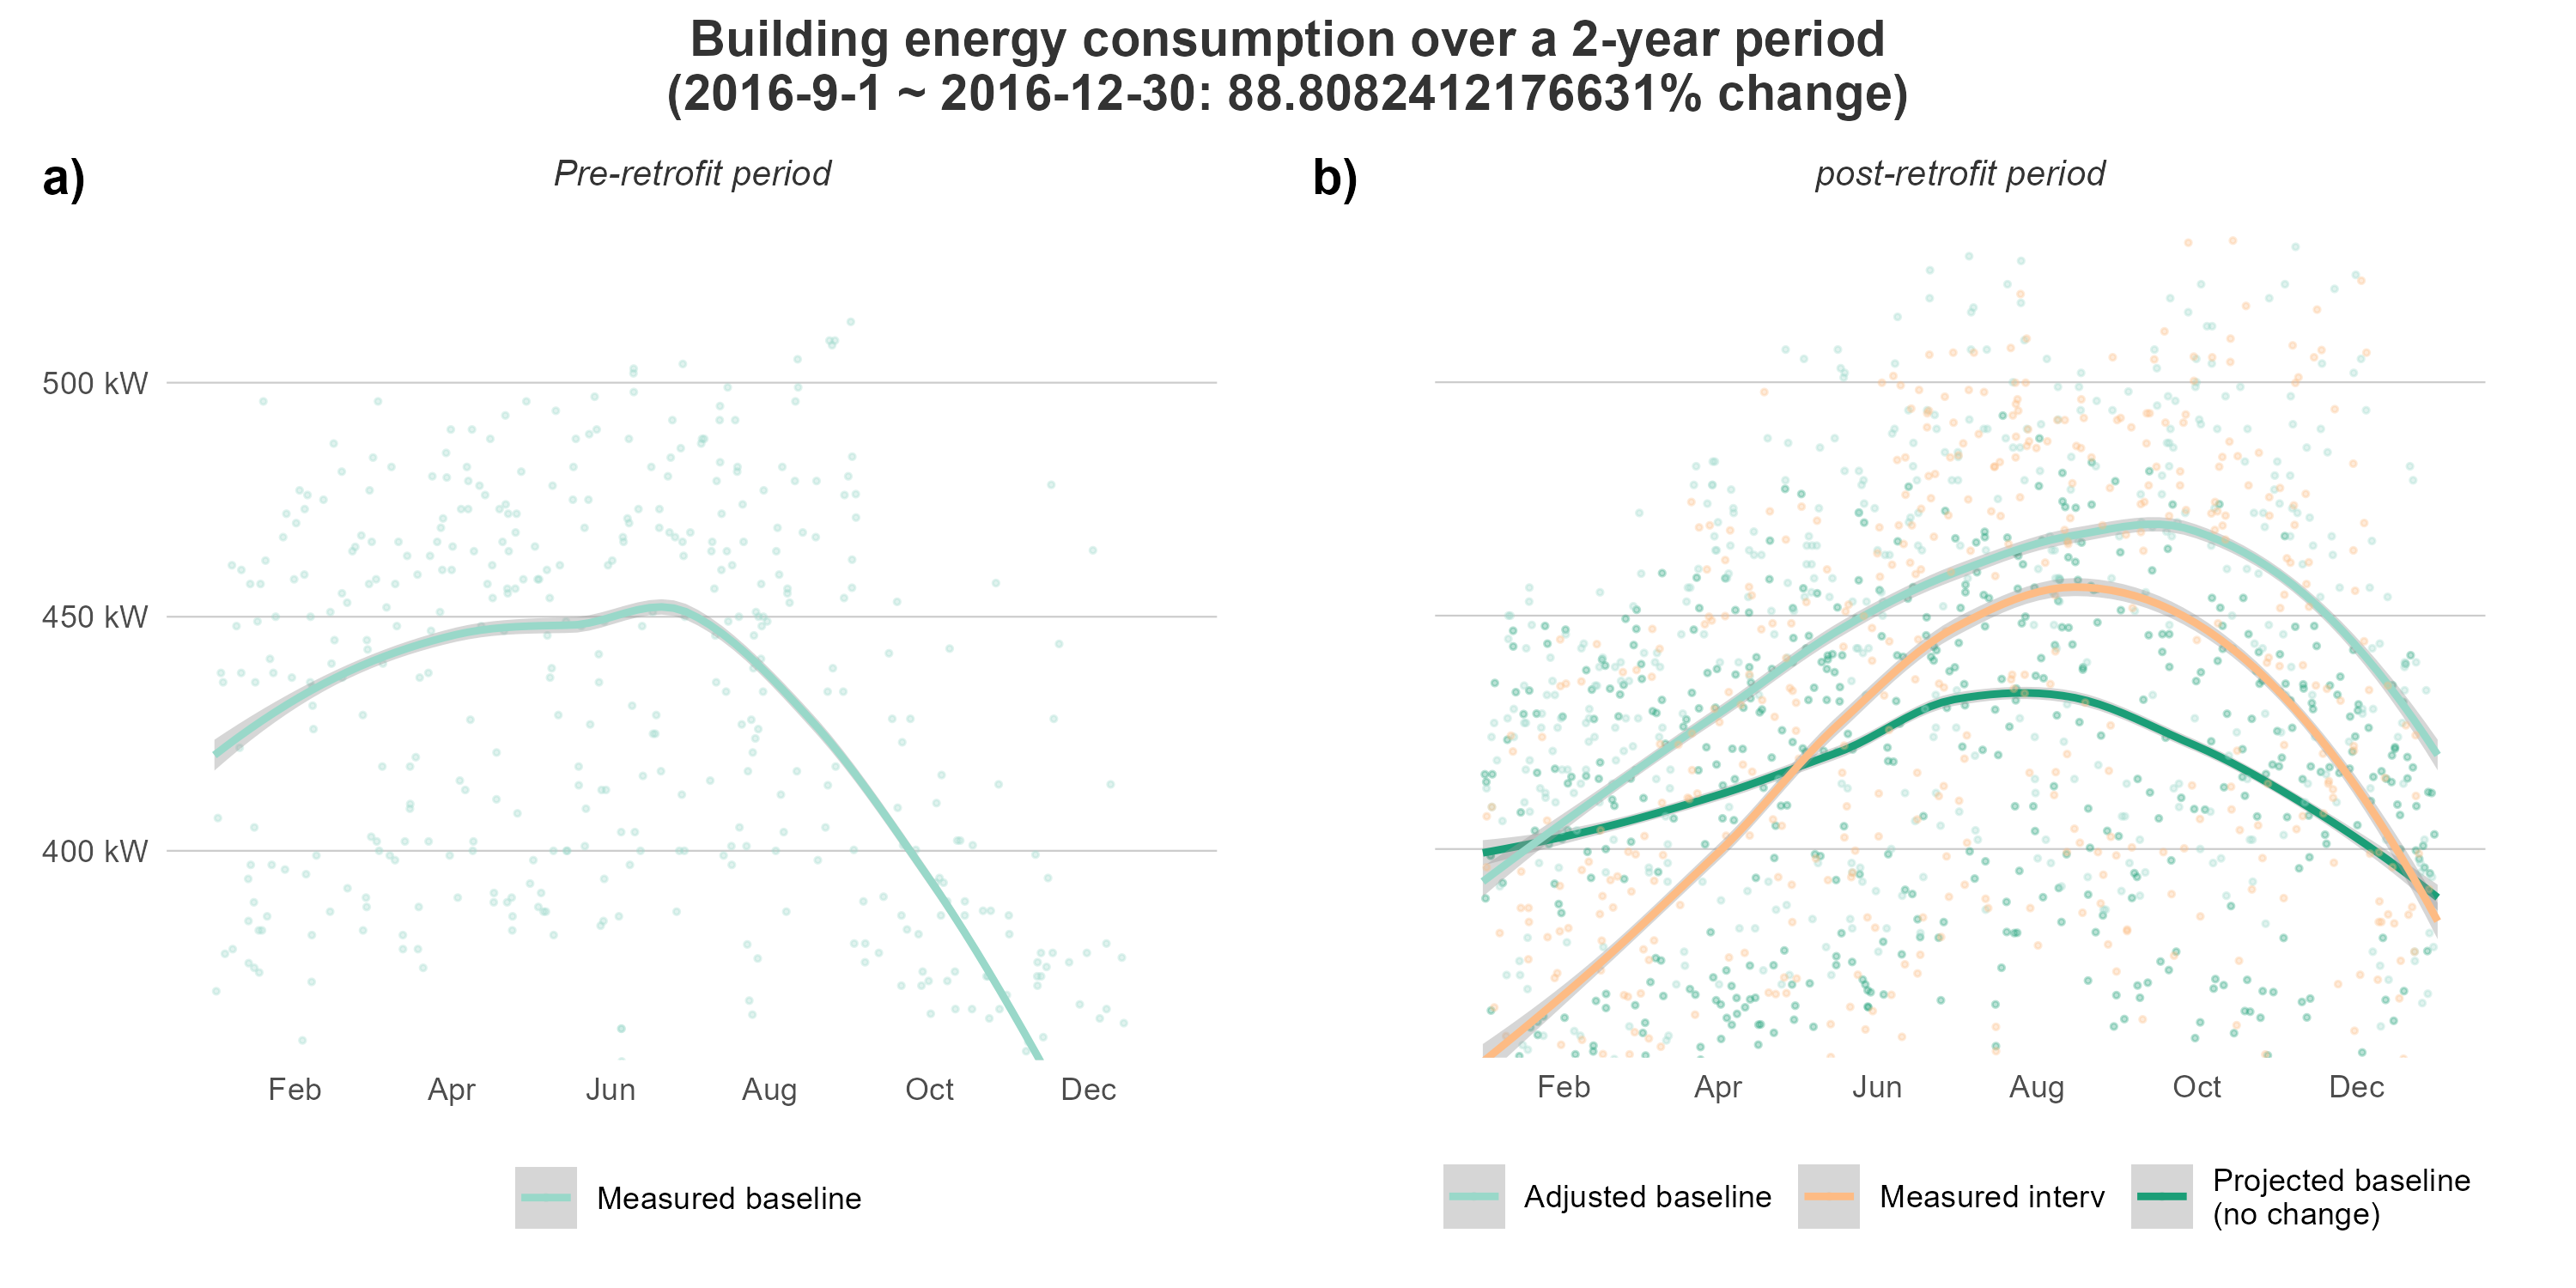 Building energy consumption over a 2-year period
(2016-9-1 ~ 2016-12-30: 88.8082412176631% change)
a)
Pre-retrofit period
500 kW
450 kW
400 kW
Feb Apr Jun Aug Oct Dec
Measured baseline
b)
post-retrofit period
Feb Apr Jun Aug Oct Dec
Adjusted baseline
Measured interv
Projected baseline
(no change)